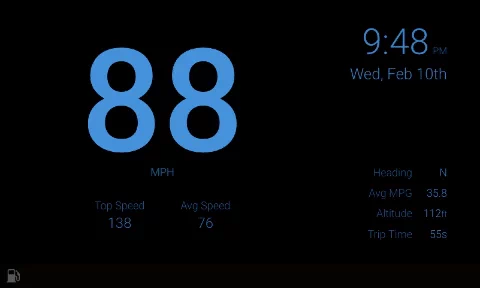 9:48 PM
Wed, Feb 10th
88
MPH
Top Speed Avg Speed
138 76
Heading N
Avg MPG 35.8
Altitude 112ft
Trip Time 55s